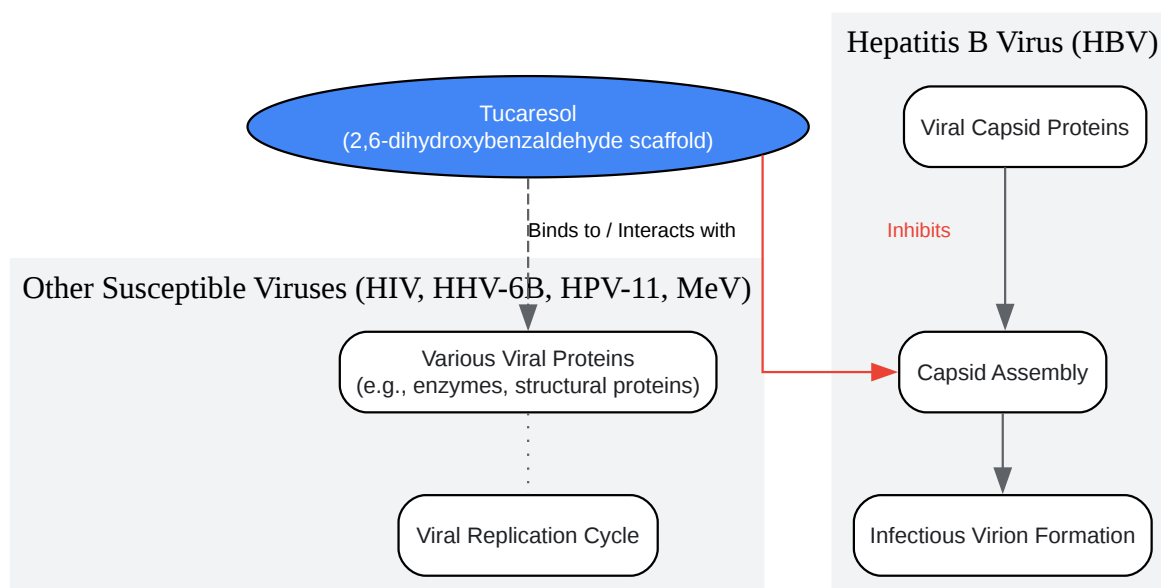 Hepatitis B Virus (HBV)
Tucaresol
(2,6-dihydroxybenzaldehyde scaffold)
Viral Capsid Proteins
Binds to / Interacts with
Inhibits
Other Susceptible Viruses (HIV, HHV-6B, HPV-11, MeV)
Various Viral Proteins
(e.g., enzymes, structural proteins)
Capsid Assembly
Viral Replication Cycle
Infectious Virion Formation